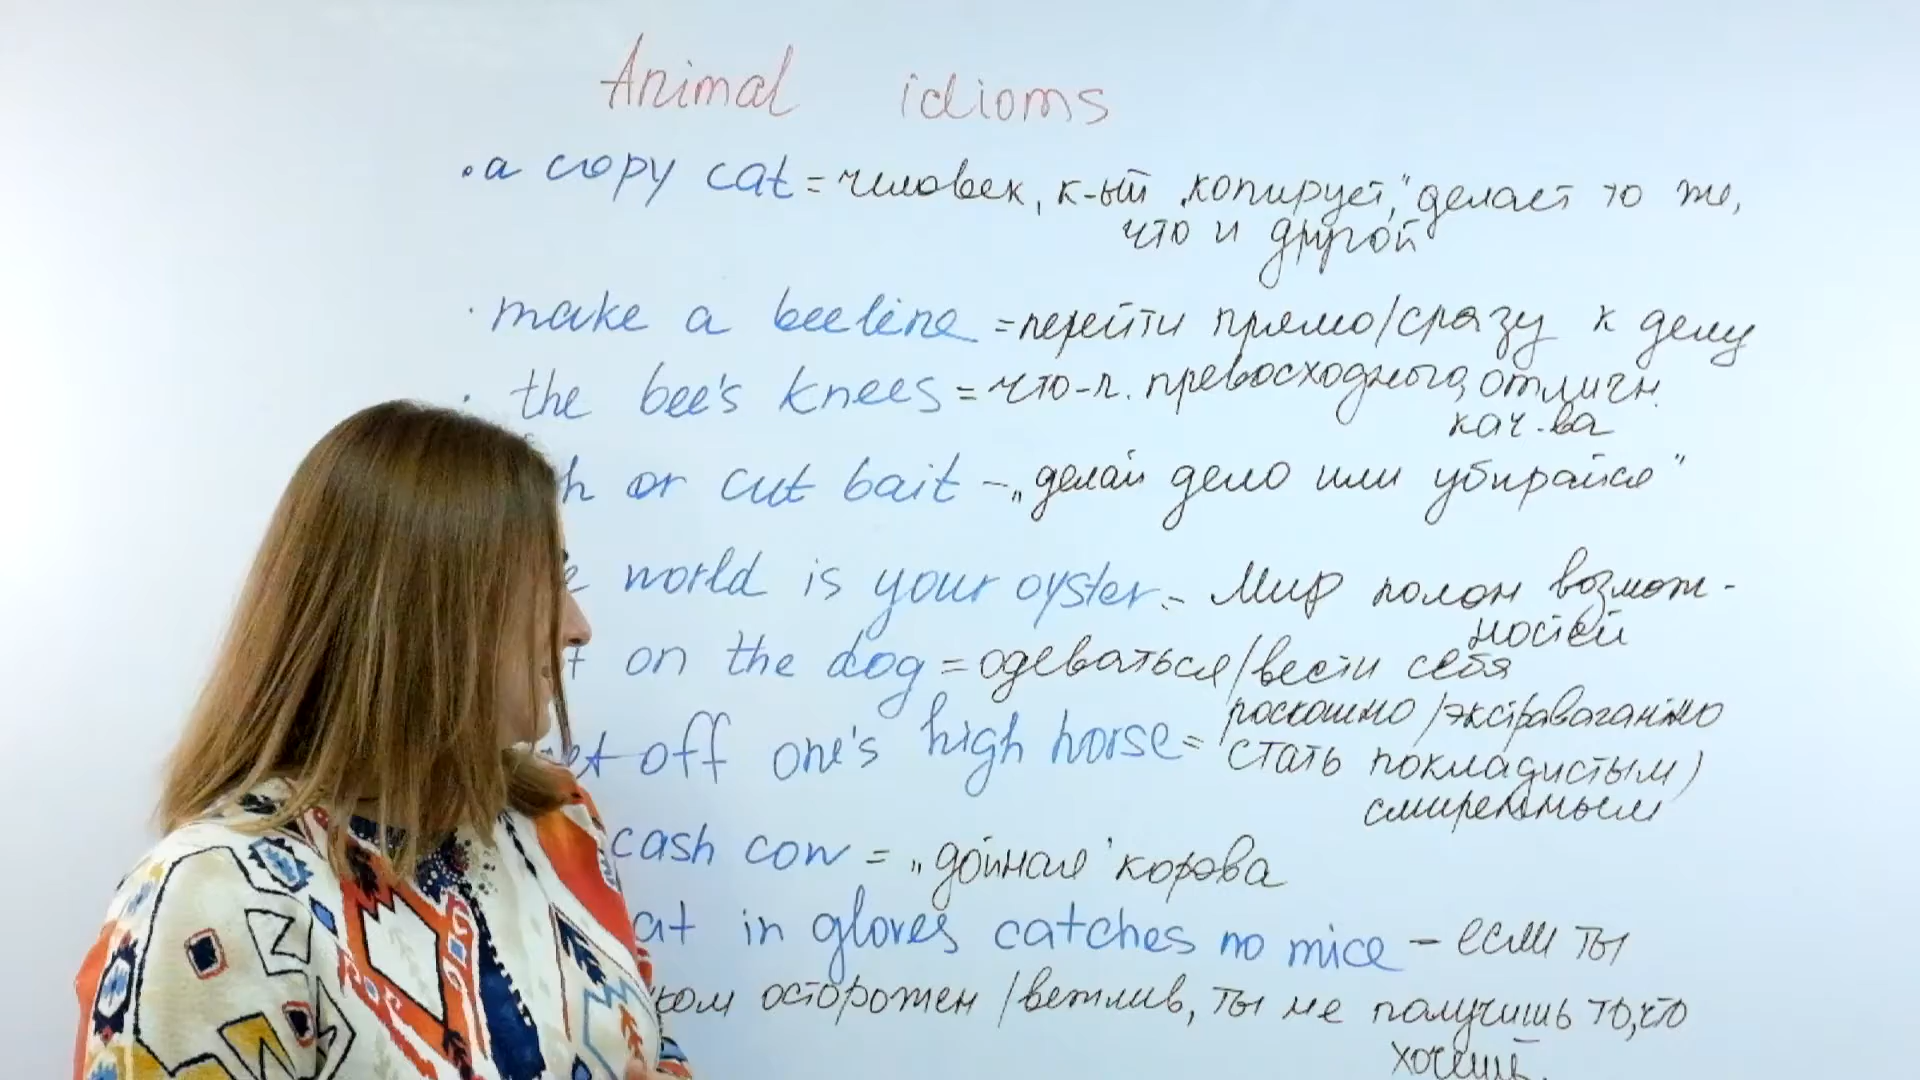 Animal idioms
• a copy cat = человек, к-ый „копирует,“ делает то же,
что и другой
• make a beeline = перейти прямо/сразу к делу
• the bee's knees = что-л. превосходного, отличн.
кач-ва
h or cut bait – „делай дело или убирайся“
world is your oyster = Мир полон возмож-
ностей
on the dog = одеваться/вести себя
роскошно/экстравагантно
off one's high horse = стать покладистым,
смиренным
cash cow = „дойная“ корова
at in gloves catches no mice – если ты
ком осторожен/вежлив, ты не получишь то, что
хочешь.